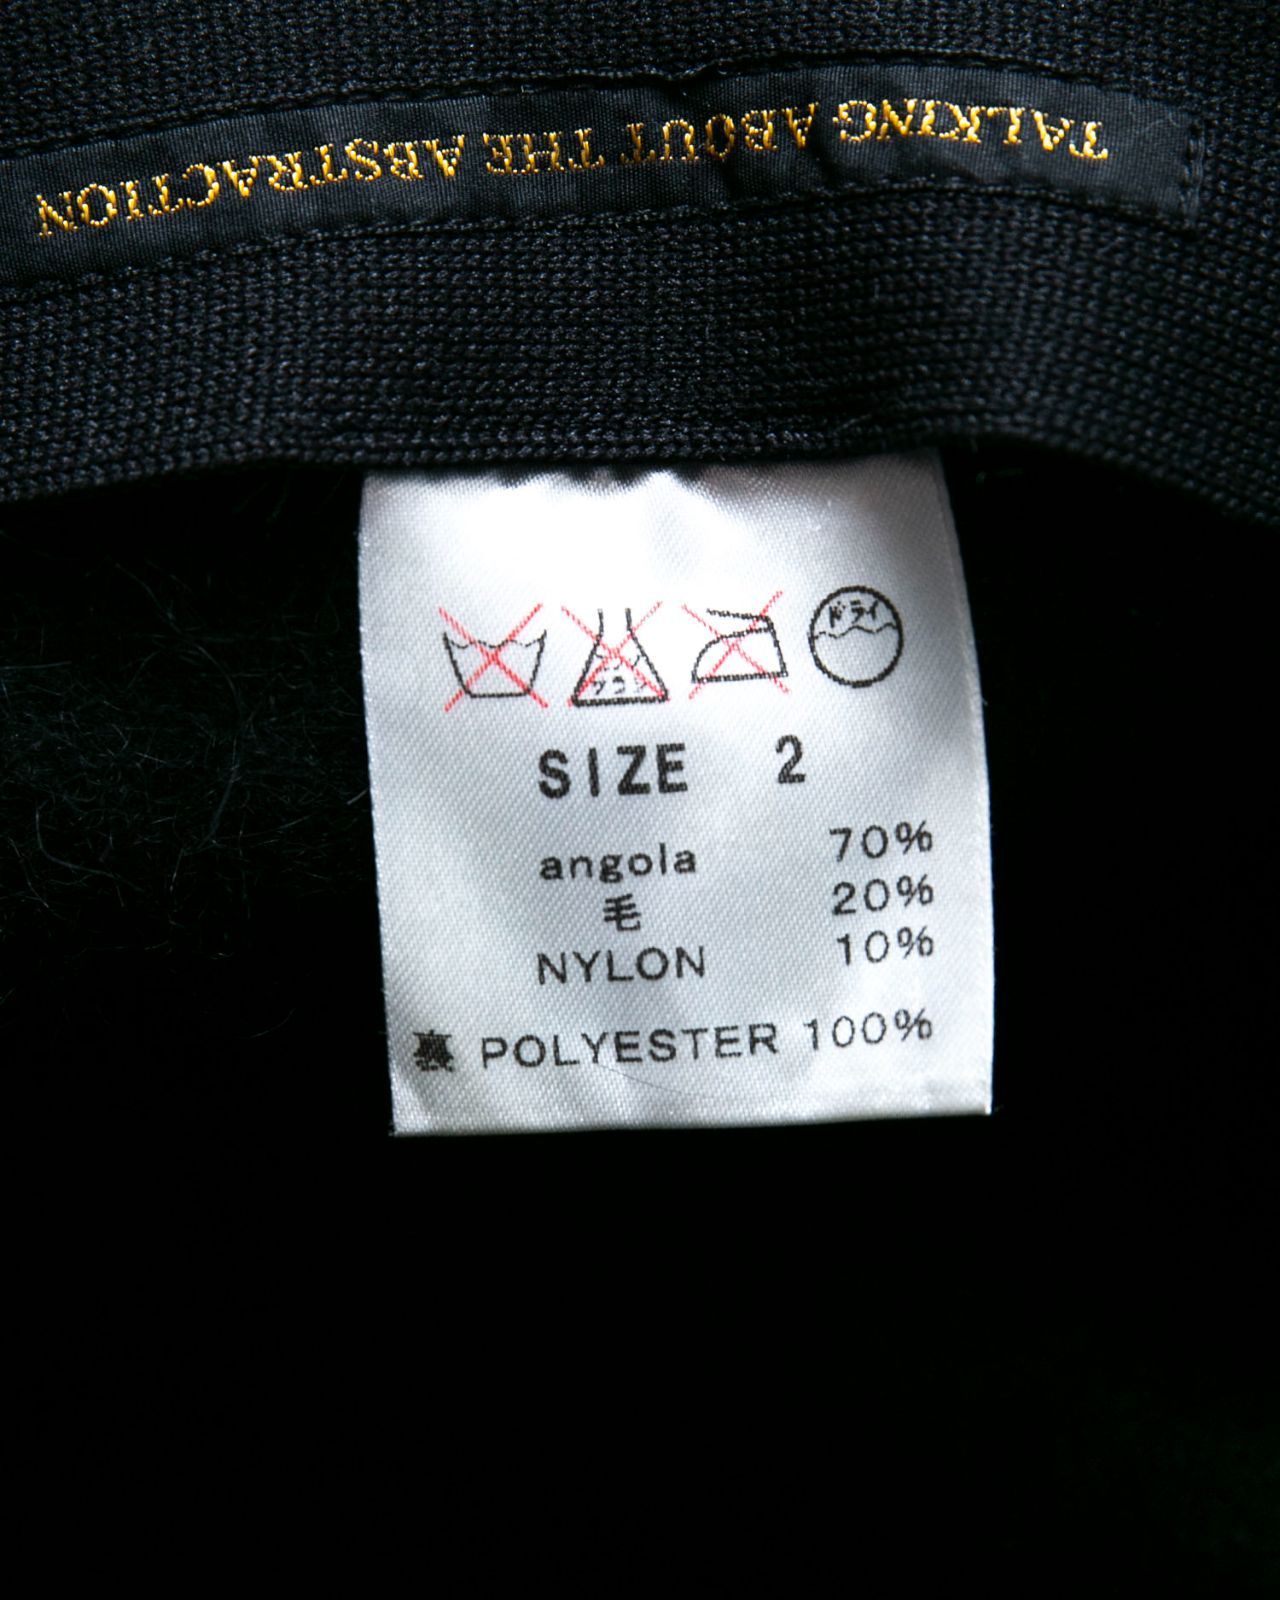 TALKING ABOUT THE ABSTRACTION
ドライ
SIZE 2
angola 70%
毛 20%
NYLON 10%
裏 POLYESTER 100%